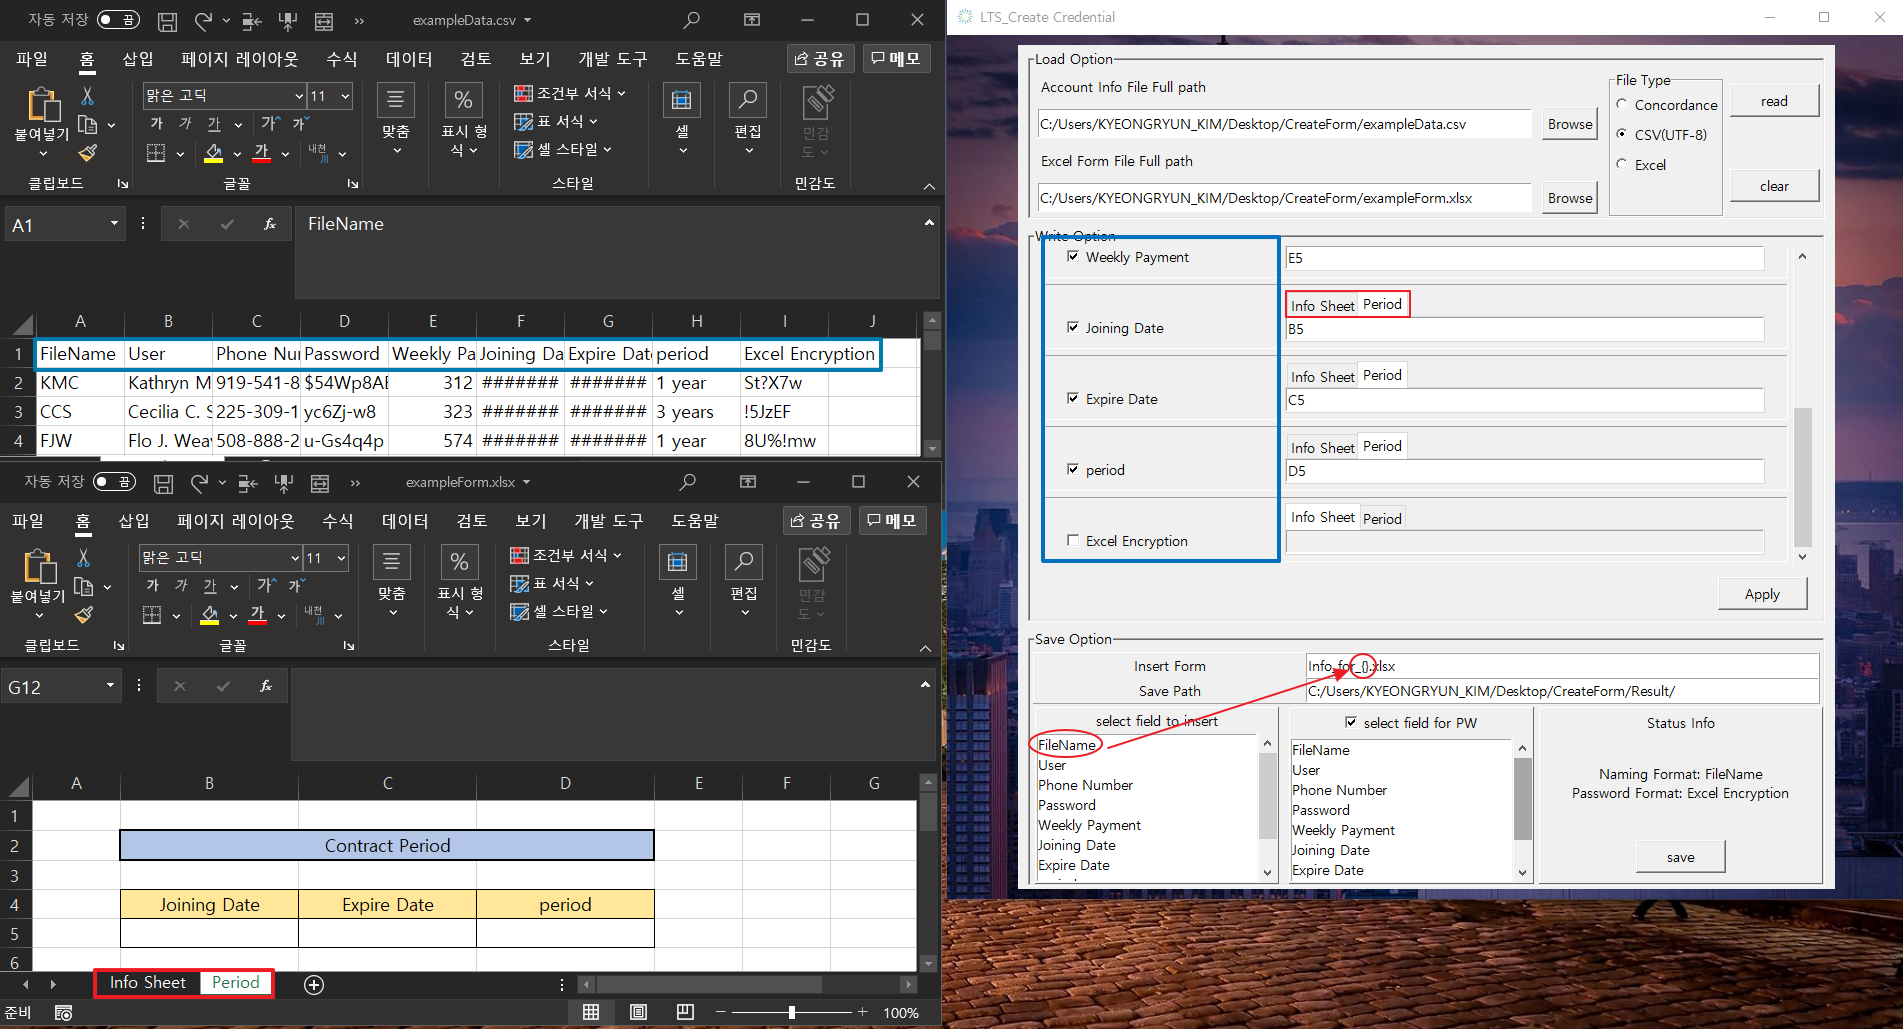 자동 저장 끔 exampleData.csv
파일 홈 삽입 페이지 레이아웃 수식 데이터 검토 보기 개발 도구 도움말 공유 메모
붙여넣기 맑은 고딕 11 맞춤 표시 형식 조건부 서식 표 서식 셀 스타일 셀 편집 민감도
가 가 가 가 가 가 내천 川
클립보드 글꼴 스타일 민감도
A1 fx FileName
A B C D E F G H I J
1 FileName User Phone Nu Password Weekly Pa Joining Da Expire Dat period Excel Encryption
2 KMC Kathryn M 919-541-8 $54Wp8AE 312 ####### ####### 1 year St?X7w
3 CCS Cecilia C. S 225-309-1 yc6Zj-w8 323 ####### ####### 3 years !5JzEF
4 FJW Flo J. Wea 508-888-2 u-Gs4q4p 574 ####### ####### 1 year 8U%!mw
자동 저장 끔 exampleForm.xlsx
파일 홈 삽입 페이지 레이아웃 수식 데이터 검토 보기 개발 도구 도움말 공유 메모
붙여넣기 맑은 고딕 11 맞춤 표시 형식 조건부 서식 표 서식 셀 스타일 셀 편집 민감도
가 가 가 가 가 가 내천 川
클립보드 글꼴 스타일 민감도
G12 fx
A B C D E F G
1
2 Contract Period
3
4 Joining Date Expire Date period
5
6
Info Sheet Period
준비 100%
LTS_Create Credential
Load Option
Account Info File Full path
C:/Users/KYEONGRYUN_KIM/Desktop/CreateForm/exampleData.csv Browse
Excel Form File Full path
C:/Users/KYEONGRYUN_KIM/Desktop/CreateForm/exampleForm.xlsx Browse
File Type
Concordance
CSV(UTF-8)
Excel
read
clear
Write Option
Weekly Payment E5
Info Sheet Period
Joining Date B5
Info Sheet Period
Expire Date C5
Info Sheet Period
period D5
Info Sheet Period
Excel Encryption
Apply
Save Option
Insert Form Info_for_{}.xlsx
Save Path C:/Users/KYEONGRYUN_KIM/Desktop/CreateForm/Result/
select field to insert
FileName
User
Phone Number
Password
Weekly Payment
Joining Date
Expire Date
select field for PW
FileName
User
Phone Number
Password
Weekly Payment
Joining Date
Expire Date
Status Info
Naming Format: FileName
Password Format: Excel Encryption
save